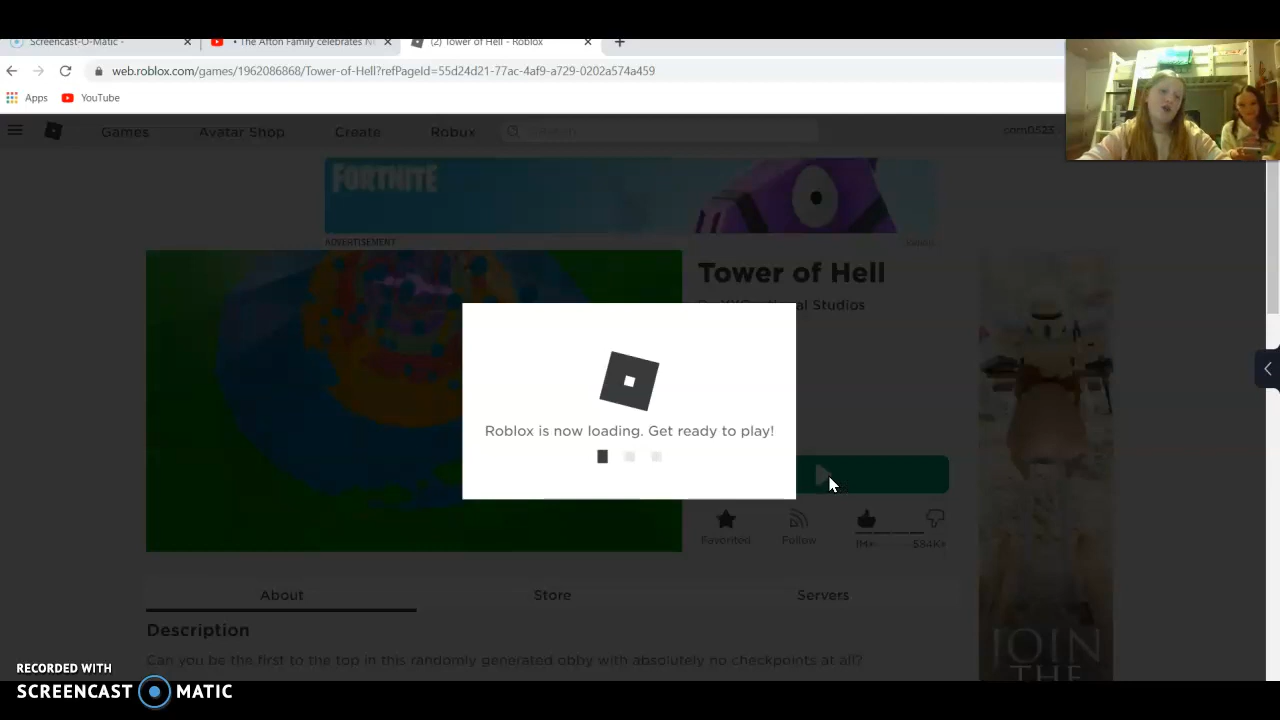 Screencast-O-Matic -
• The Afton Family celebrates N
(2) Tower of Hell - Roblox
web.roblox.com/games/1962086868/Tower-of-Hell?refPageId=55d24d21-77ac-4af9-a729-0202a574a459
Apps
YouTube
Games
Avatar Shop
Create
Robux
Search
com0523
FORTNITE
ADVERTISEMENT
Tower of Hell
Studios
Roblox is now loading. Get ready to play!
Favorited
Follow
1M+
584K+
About
Store
Servers
Description
Can you be the first to the top in this randomly generated obby with absolutely no checkpoints at all?
JOIN
THE
RECORDED WITH
SCREENCAST MATIC